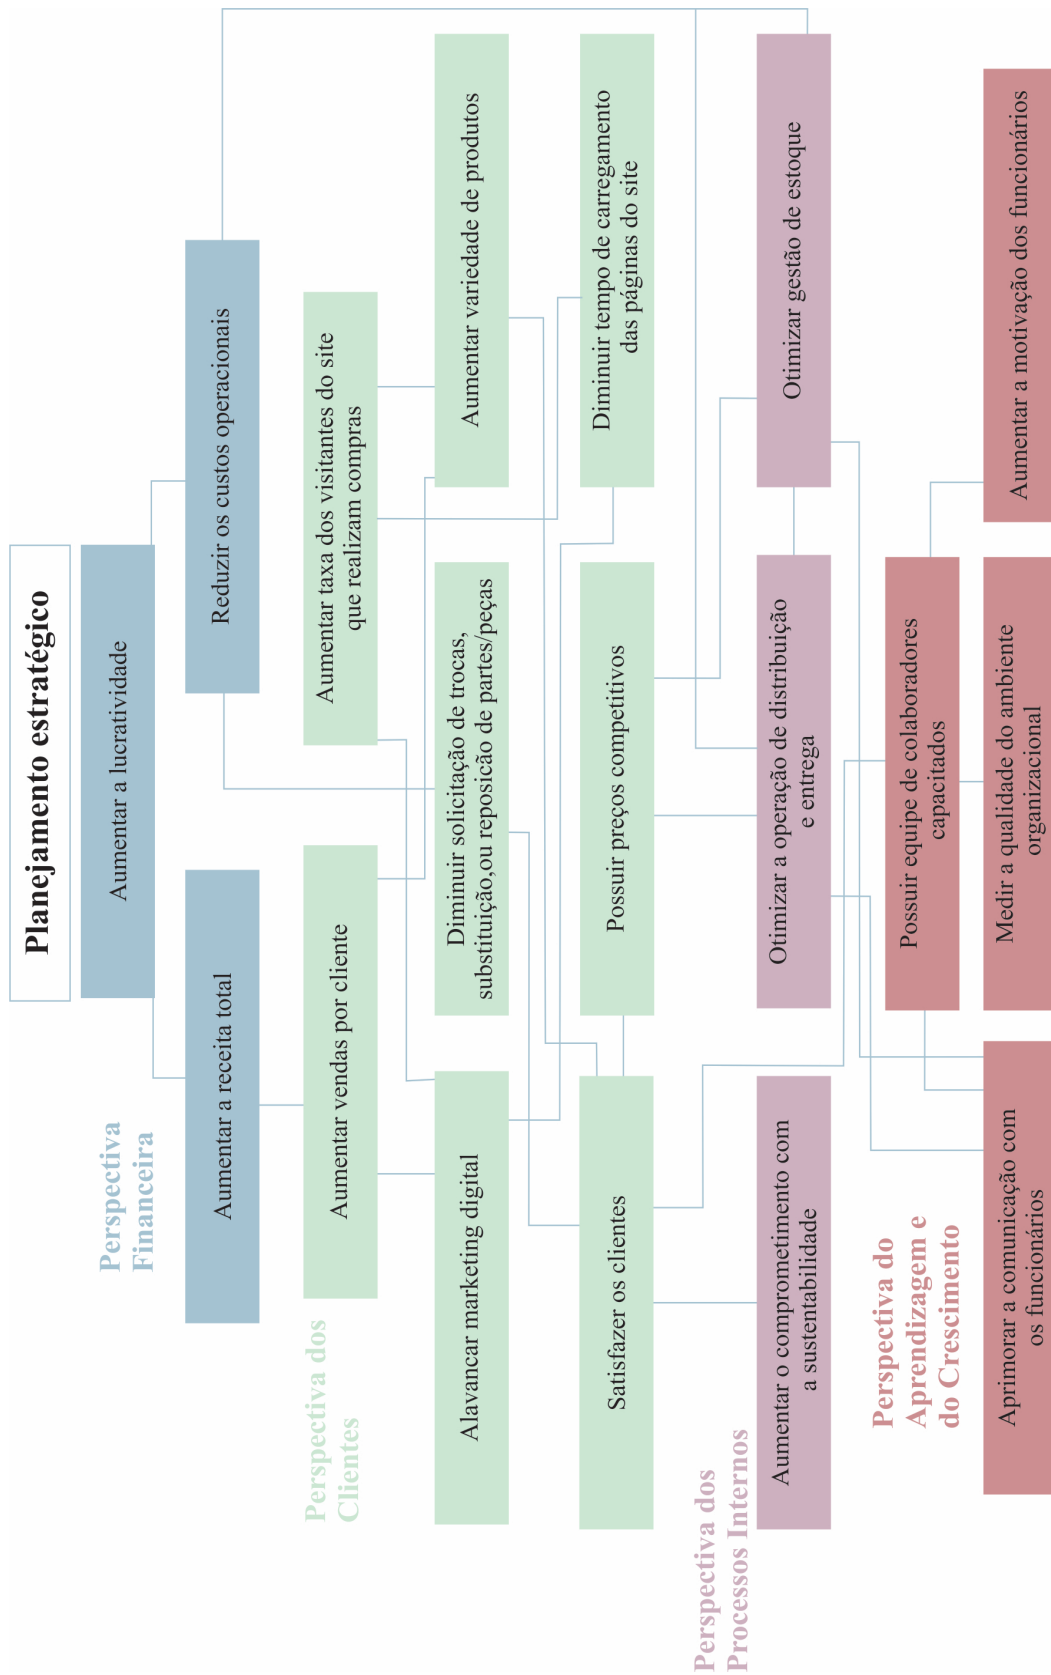 Planejamento estratégico
Perspectiva
Financeira
Aumentar a lucratividade
Aumentar a receita total
Reduzir os custos operacionais
Perspectiva dos
Clientes
Aumentar vendas por cliente
Aumentar taxa dos visitantes do site
que realizam compras
Alavancar marketing digital
Diminuir solicitação de trocas,
substituição,ou reposicão de partes/peças
Aumentar variedade de produtos
Satisfazer os clientes
Possuir preços competitivos
Diminuir tempo de carregamento
das páginas do site
Perspectiva dos
Processos Internos
Aumentar o comprometimento com
a sustentabilidade
Otimizar a operação de distribuição
e entrega
Otimizar gestão de estoque
Perspectiva do
Aprendizagem e
do Crescimento
Possuir equipe de colaboradores
capacitados
Aprimorar a comunicação com
os funcionários
Medir a qualidade do ambiente
organizacional
Aumentar a motivação dos funcionários